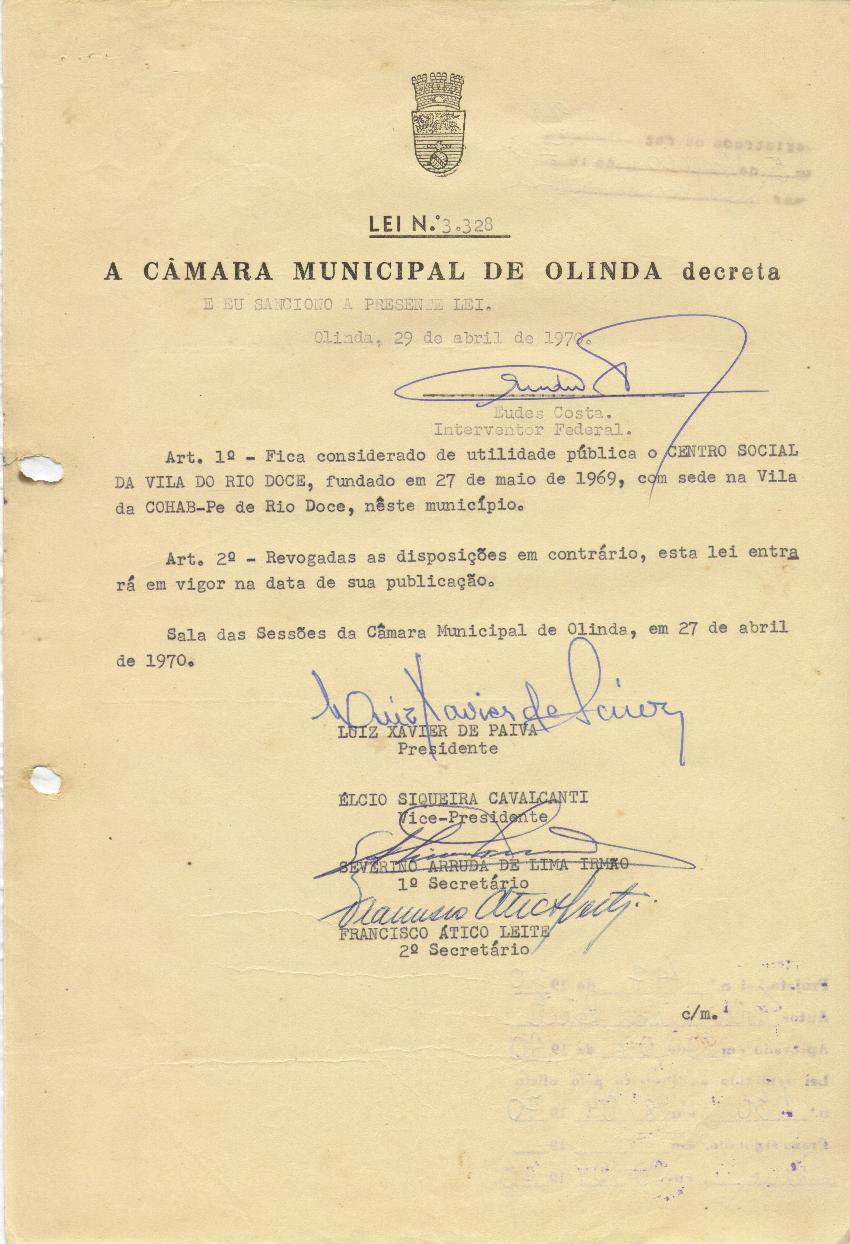 LEI N.º 3.328
A CÂMARA MUNICIPAL DE OLINDA decreta
E EU SANCIONO A PRESENTE LEI.
Olinda, 29 de abril de 1970.
Eudes Costa.
Interventor Federal.
Art. 1º - Fica considerado de utilidade pública o CENTRO SOCIAL
DA VILA DO RIO DOCE, fundado em 27 de maio de 1969, com sede na Vila
da COHAB-Pe de Rio Doce, nêste município.
Art. 2º - Revogadas as disposições em contrário, esta lei entra
rá em vigor na data de sua publicação.
Sala das Sessões da Câmara Municipal de Olinda, em 27 de abril
de 1970.
Luiz Xavier de Paiva
LUIZ XAVIER DE PAIVA
Presidente
ÉLCIO SIQUEIRA CAVALCANTI
Vice-Presidente
SEVERINO ARRUDA DE LIMA IRMÃO
1º Secretário
Francisco Ático Leite
FRANCISCO ÁTICO LEITE
2º Secretário
c/m.